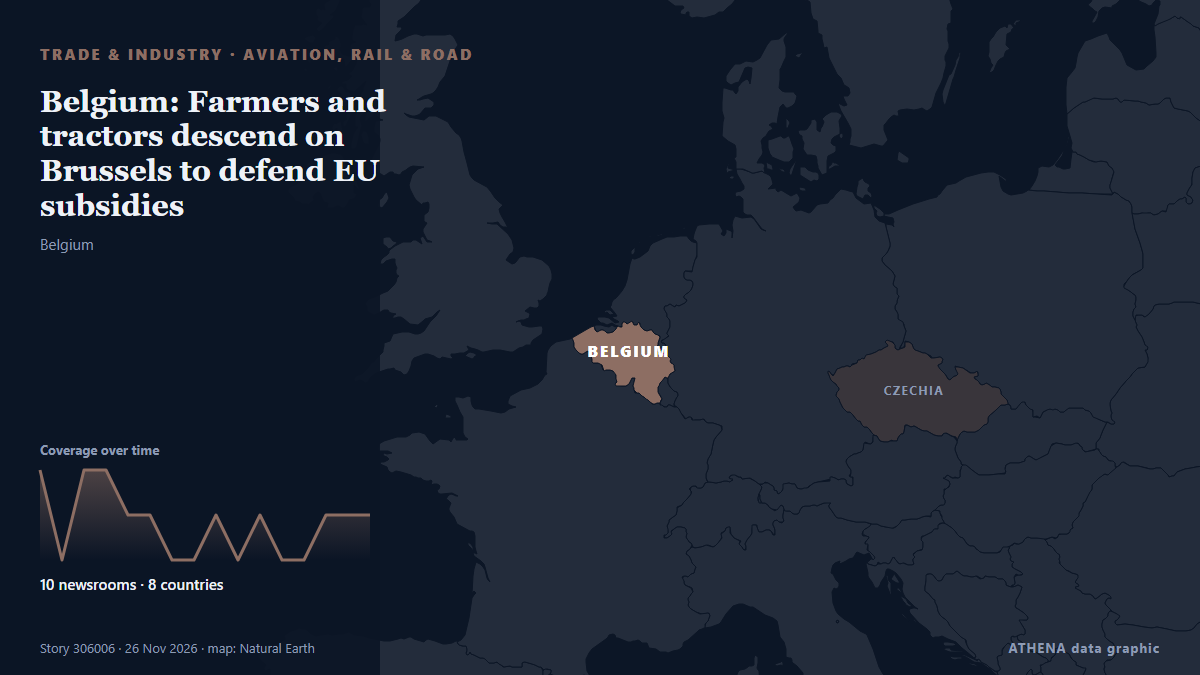 TRADE & INDUSTRY · AVIATION, RAIL & ROAD
Belgium: Farmers and
tractors descend on
Brussels to defend EU
subsidies
Belgium
BELGIUM
CZECHIA
Coverage over time
10 newsrooms · 8 countries
Story 306006 · 26 Nov 2026 · map: Natural Earth
ATHENA data graphic